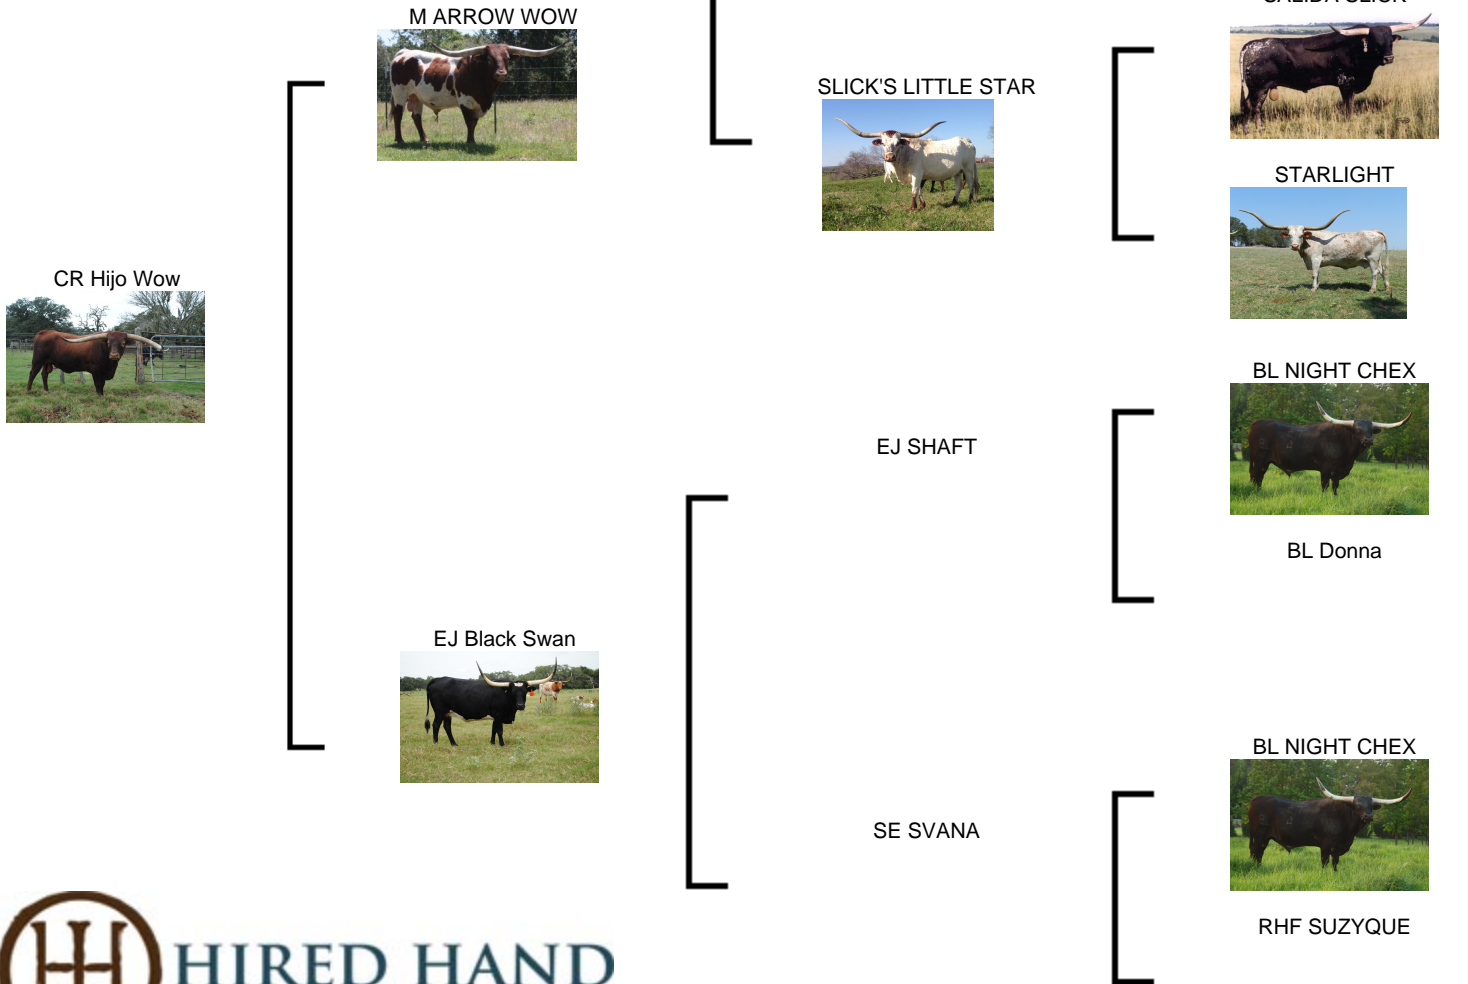 M ARROW WOW
SLICK'S LITTLE STAR
STARLIGHT
CR Hijo Wow
BL NIGHT CHEX
EJ SHAFT
BL Donna
EJ Black Swan
BL NIGHT CHEX
SE SVANA
RHF SUZYQUE
HIRED HAND